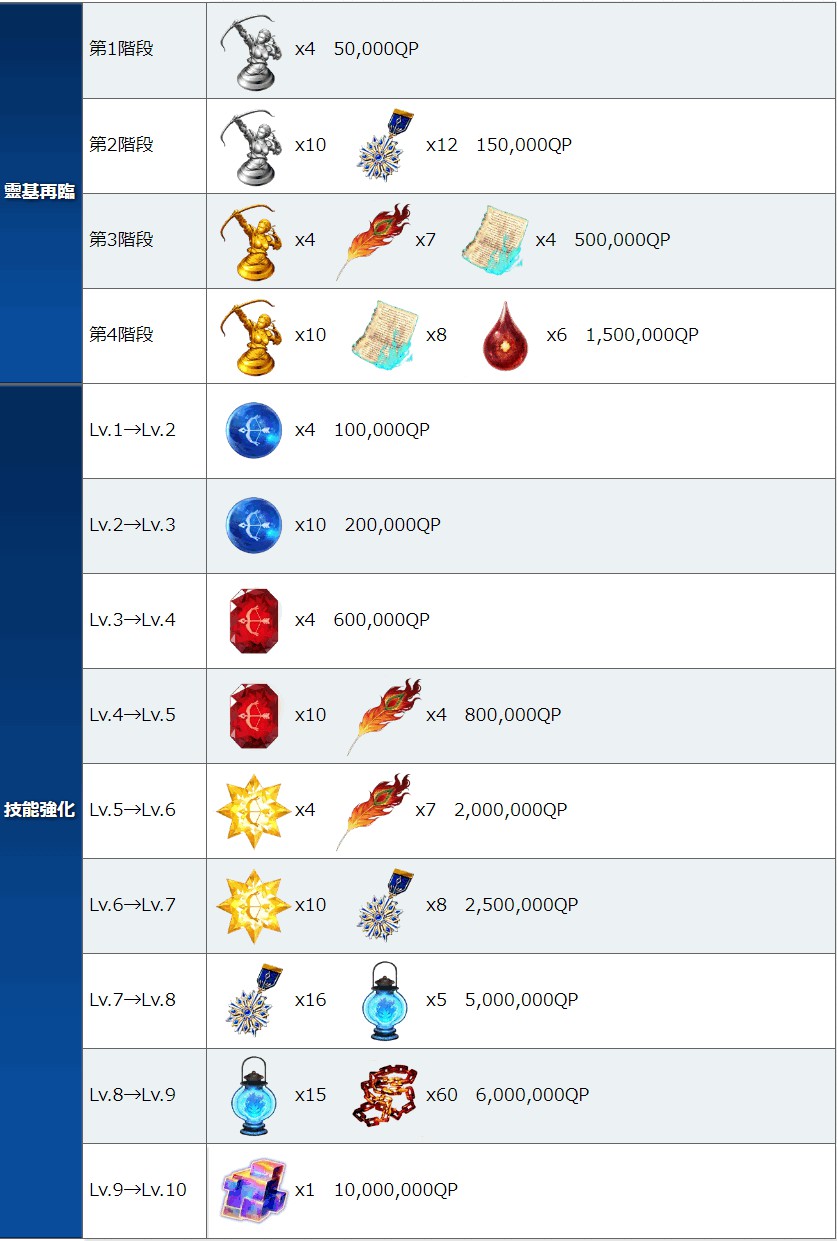 靈基再臨
第1階段 x4 50,000QP
第2階段 x10 x12 150,000QP
第3階段 x4 x7 x4 500,000QP
第4階段 x10 x8 x6 1,500,000QP
技能強化
Lv.1→Lv.2 x4 100,000QP
Lv.2→Lv.3 x10 200,000QP
Lv.3→Lv.4 x4 600,000QP
Lv.4→Lv.5 x10 x4 800,000QP
Lv.5→Lv.6 x4 x7 2,000,000QP
Lv.6→Lv.7 x10 x8 2,500,000QP
Lv.7→Lv.8 x16 x5 5,000,000QP
Lv.8→Lv.9 x15 x60 6,000,000QP
Lv.9→Lv.10 x1 10,000,000QP